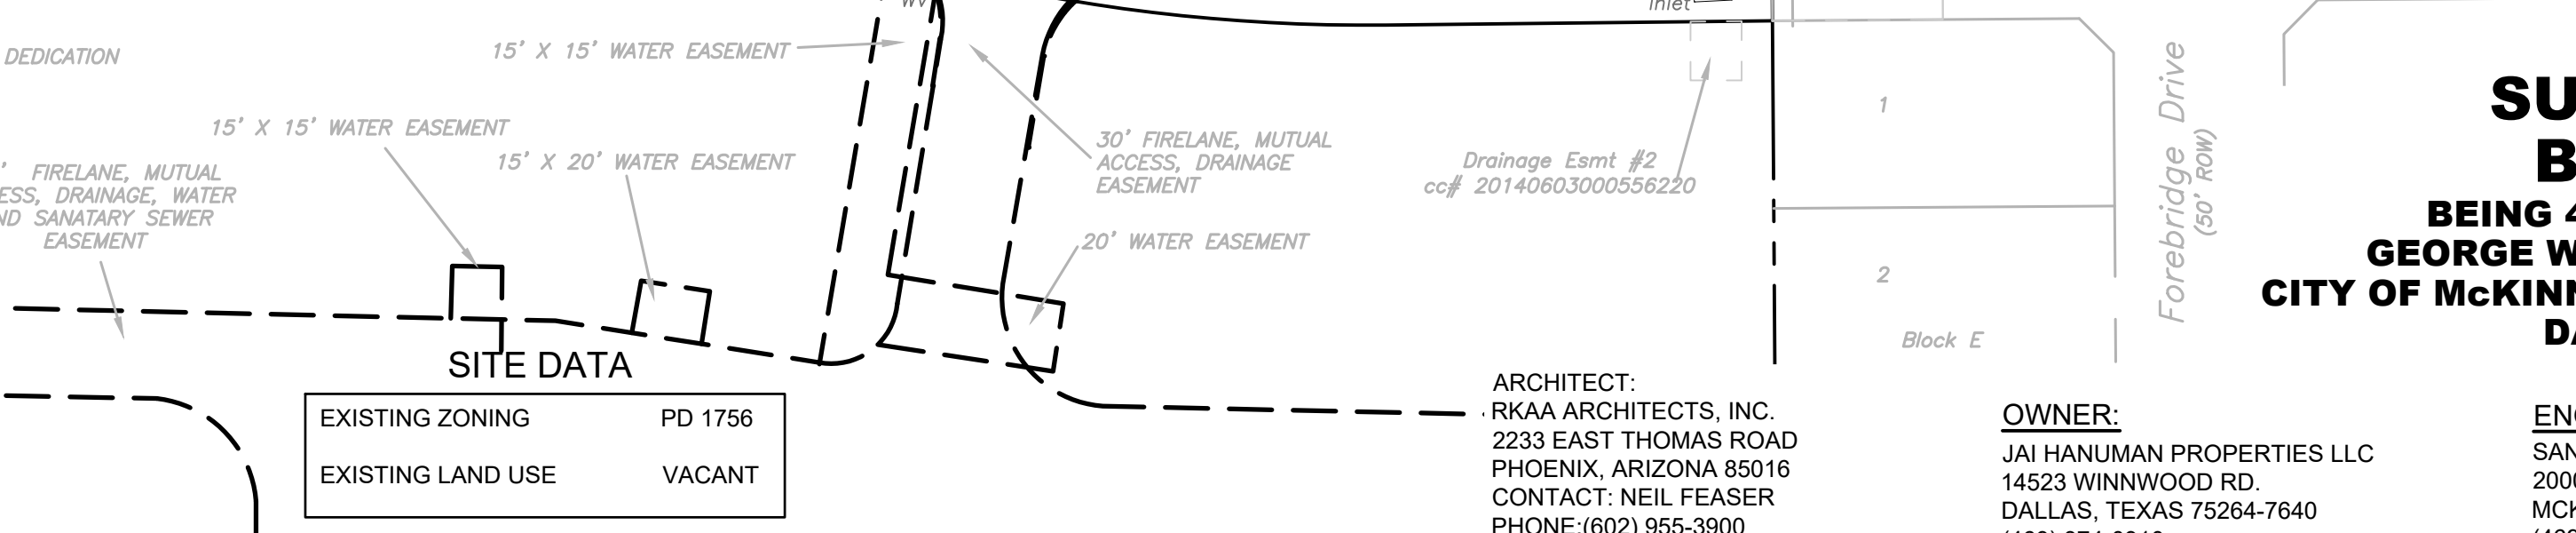 WV
Inlet
DEDICATION
15' X 15' WATER EASEMENT
15' X 15' WATER EASEMENT
15' X 20' WATER EASEMENT
' FIRELANE, MUTUAL
ESS, DRAINAGE, WATER
ND SANATARY SEWER
EASEMENT
30' FIRELANE, MUTUAL
ACCESS, DRAINAGE
EASEMENT
20' WATER EASEMENT
Drainage Esmt #2
cc# 20140603000556220
1
2
Block E
Forebridge Drive
(50' ROW)
SU
B
BEING 4
GEORGE W
CITY OF McKINN
DA
SITE DATA
EXISTING ZONING PD 1756
EXISTING LAND USE VACANT
ARCHITECT:
RKAA ARCHITECTS, INC.
2233 EAST THOMAS ROAD
PHOENIX, ARIZONA 85016
CONTACT: NEIL FEASER
PHONE:(602) 955-3900
OWNER:
JAI HANUMAN PROPERTIES LLC
14523 WINNWOOD RD.
DALLAS, TEXAS 75264-7640
ENG
SAN
200
MCK